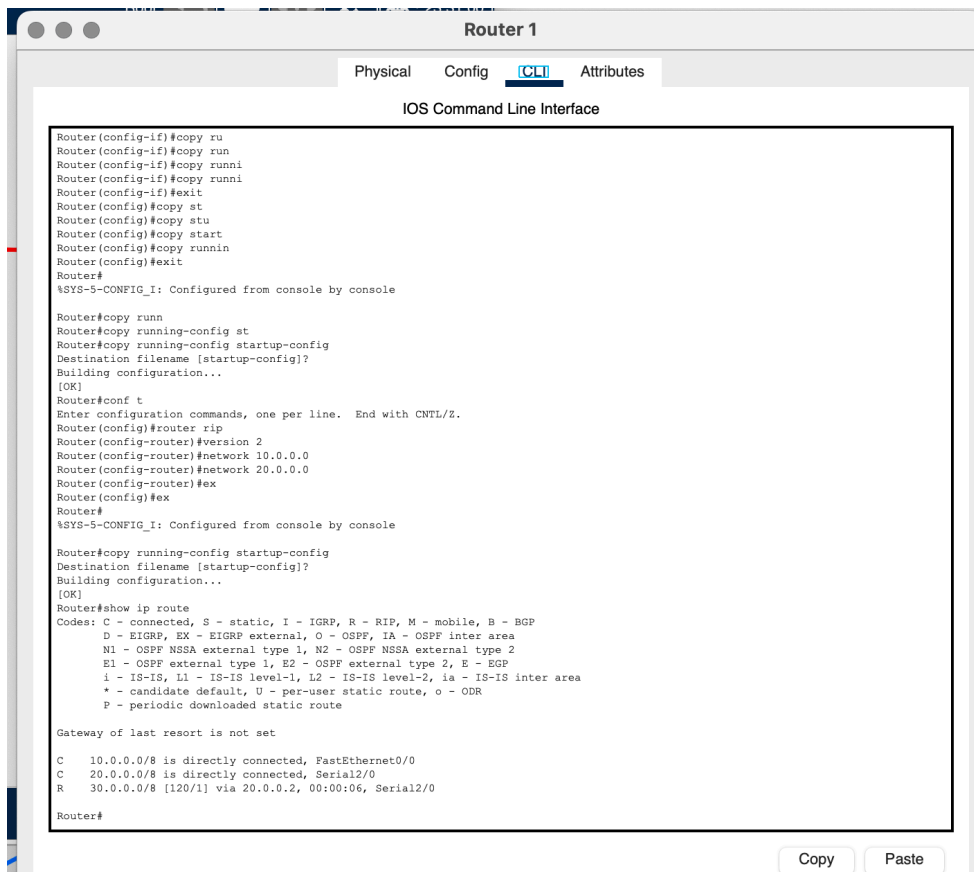 Router 1
Physical Config CLI Attributes
IOS Command Line Interface
Router(config-if)#copy ru
Router(config-if)#copy run
Router(config-if)#copy runni
Router(config-if)#copy runni
Router(config-if)#exit
Router(config)#copy st
Router(config)#copy stu
Router(config)#copy start
Router(config)#copy runnin
Router(config)#exit
Router#
%SYS-5-CONFIG_I: Configured from console by console
Router#copy runn
Router#copy running-config st
Router#copy running-config startup-config
Destination filename [startup-config]?
Building configuration...
[OK]
Router#conf t
Enter configuration commands, one per line.  End with CNTL/Z.
Router(config)#router rip
Router(config-router)#version 2
Router(config-router)#network 10.0.0.0
Router(config-router)#network 20.0.0.0
Router(config-router)#ex
Router(config)#ex
Router#
%SYS-5-CONFIG_I: Configured from console by console
Router#copy running-config startup-config
Destination filename [startup-config]?
Building configuration...
[OK]
Router#show ip route
Codes: C - connected, S - static, I - IGRP, R - RIP, M - mobile, B - BGP
D - EIGRP, EX - EIGRP external, O - OSPF, IA - OSPF inter area
N1 - OSPF NSSA external type 1, N2 - OSPF NSSA external type 2
E1 - OSPF external type 1, E2 - OSPF external type 2, E - EGP
i - IS-IS, L1 - IS-IS level-1, L2 - IS-IS level-2, ia - IS-IS inter area
* - candidate default, U - per-user static route, o - ODR
P - periodic downloaded static route
Gateway of last resort is not set
C    10.0.0.0/8 is directly connected, FastEthernet0/0
C    20.0.0.0/8 is directly connected, Serial2/0
R    30.0.0.0/8 [120/1] via 20.0.0.2, 00:00:06, Serial2/0
Router#
Copy Paste